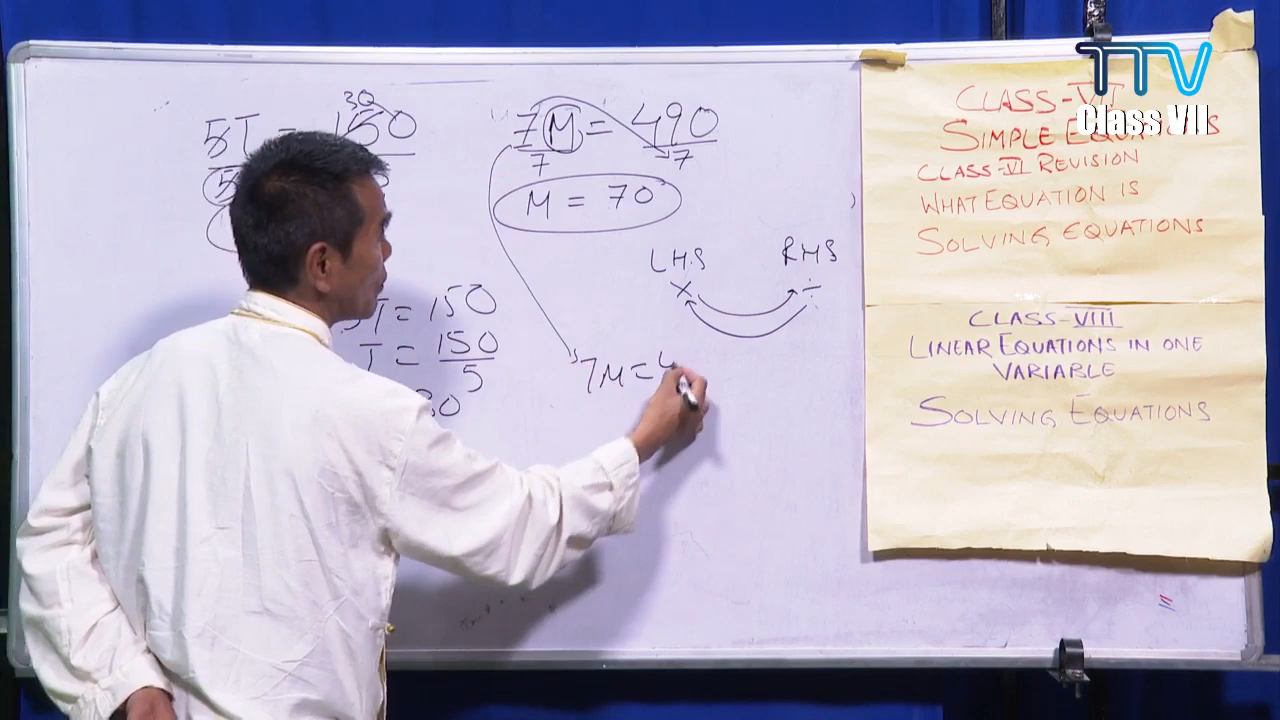 5T = 150
30
5
M = 70
7M = 490
7 7
LHS RHS
× ÷
5T = 150
T = 150
5
30
7M = 4
TTV
Class VII
CLASS-VII
SIMPLE EQUATIONS
CLASS-VI REVISION
WHAT EQUATION IS
SOLVING EQUATIONS
CLASS-VIII
LINEAR EQUATIONS IN ONE
VARIABLE
SOLVING EQUATIONS